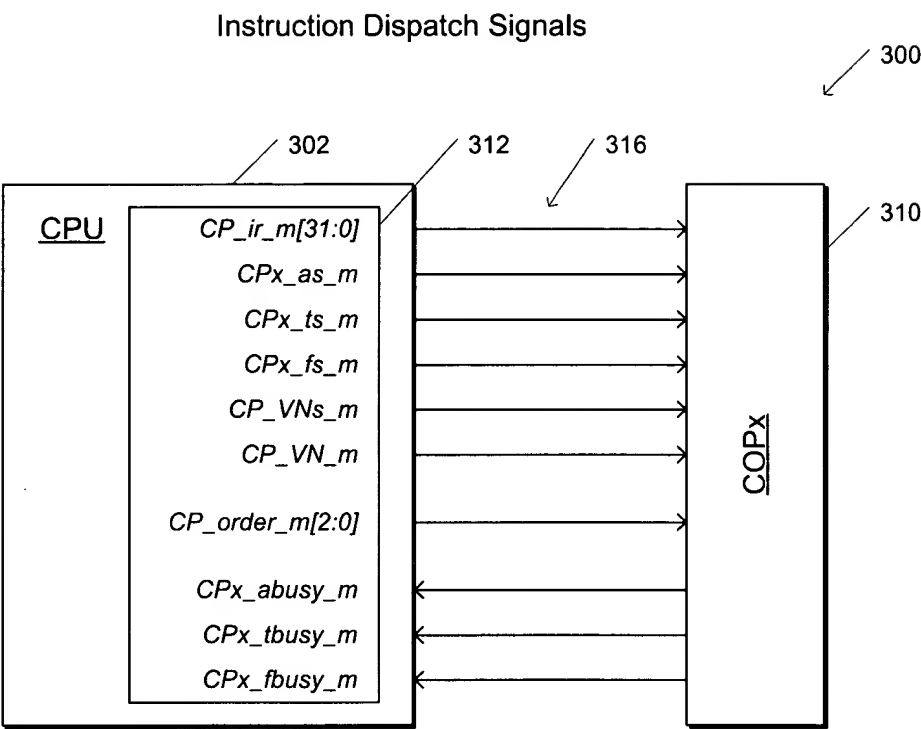 Instruction Dispatch Signals
300
302
312
316
310
CPU
CP_ir_m[31:0]
CPx_as_m
CPx_ts_m
CPx_fs_m
CP_VNs_m
CP_VN_m
CP_order_m[2:0]
CPx_abusy_m
CPx_tbusy_m
CPx_fbusy_m
COPx